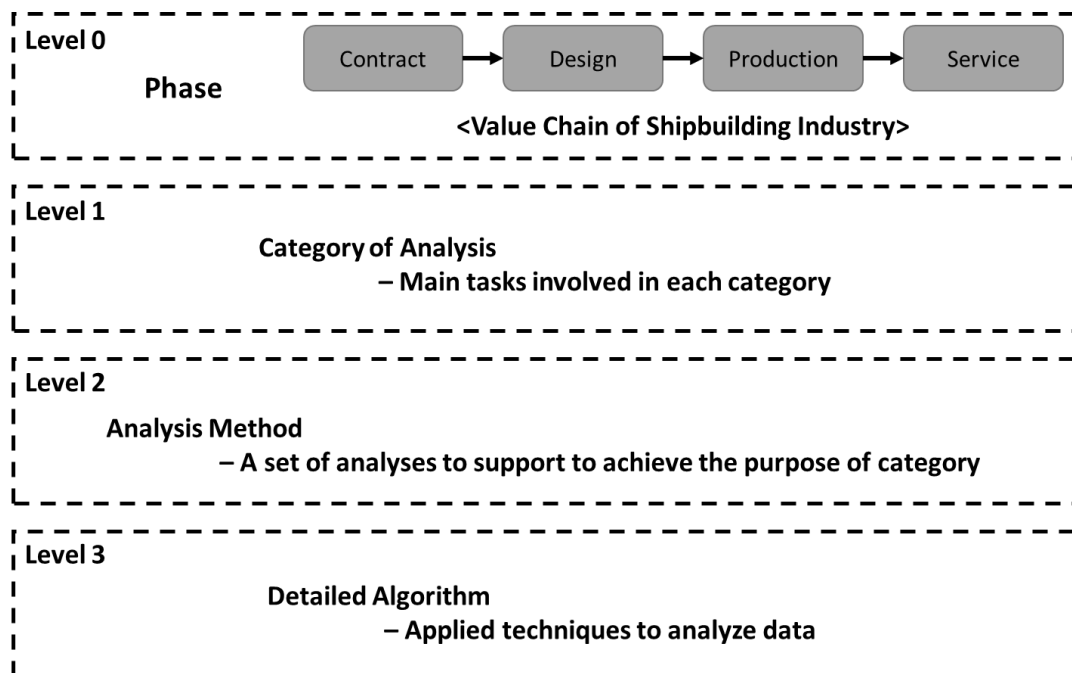 Level 0
Contract
Design
Production
Service
Phase
<Value Chain of Shipbuilding Industry>
Level 1
Category of Analysis
– Main tasks involved in each category
Level 2
Analysis Method
– A set of analyses to support to achieve the purpose of category
Level 3
Detailed Algorithm
– Applied techniques to analyze data